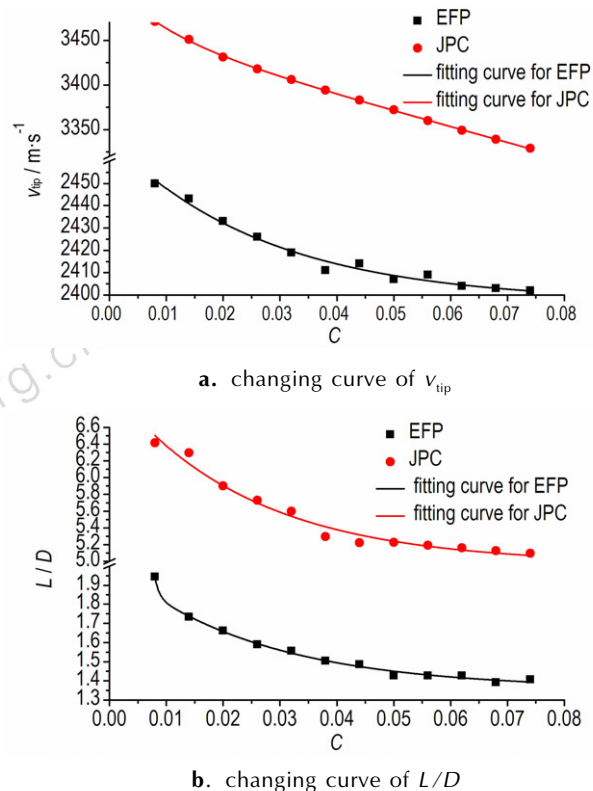 EFP
JPC
fitting curve for EFP
fitting curve for JPC
3450
3400
3350
2450
2440
2430
2420
2410
2400
v_tip / m·s⁻¹
0.00 0.01 0.02 0.03 0.04 0.05 0.06 0.07 0.08
C
a. changing curve of v_tip
rg.c
EFP
JPC
fitting curve for EFP
fitting curve for JPC
6.6
6.4
6.2
6.0
5.8
5.6
5.4
5.2
5.0
1.9
1.8
1.7
1.6
1.5
1.4
1.3
L / D
0.00 0.01 0.02 0.03 0.04 0.05 0.06 0.07 0.08
C
b. changing curve of L/D